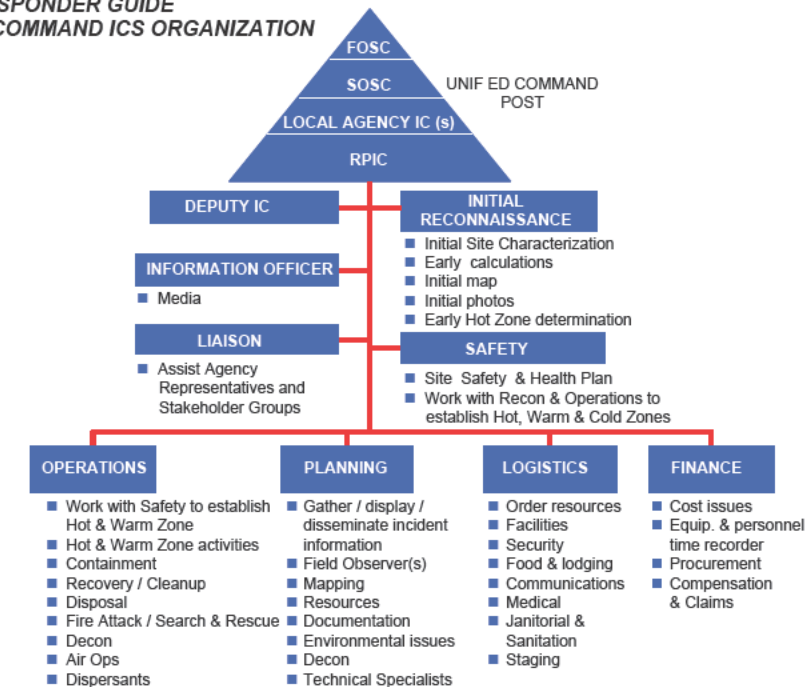 SPONDER GUIDE
COMMAND ICS ORGANIZATION
FOSC
SOSC
LOCAL AGENCY IC (s)
RPIC
UNIF ED COMMAND
POST
DEPUTY IC
INITIAL
RECONNAISSANCE
Initial Site Characterization
Early calculations
Initial map
Initial photos
Early Hot Zone determination
INFORMATION OFFICER
Media
LIAISON
Assist Agency
Representatives and
Stakeholder Groups
SAFETY
Site Safety & Health Plan
Work with Recon & Operations to
establish Hot, Warm & Cold Zones
OPERATIONS
Work with Safety to establish
Hot & Warm Zone
Hot & Warm Zone activities
Containment
Recovery / Cleanup
Disposal
Fire Attack / Search & Rescue
Decon
Air Ops
Dispersants
PLANNING
Gather / display /
disseminate incident
information
Field Observer(s)
Mapping
Resources
Documentation
Environmental issues
Decon
Technical Specialists
LOGISTICS
Order resources
Facilities
Security
Food & lodging
Communications
Medical
Janitorial &
Sanitation
Staging
FINANCE
Cost issues
Equip. & personnel
time recorder
Procurement
Compensation
& Claims